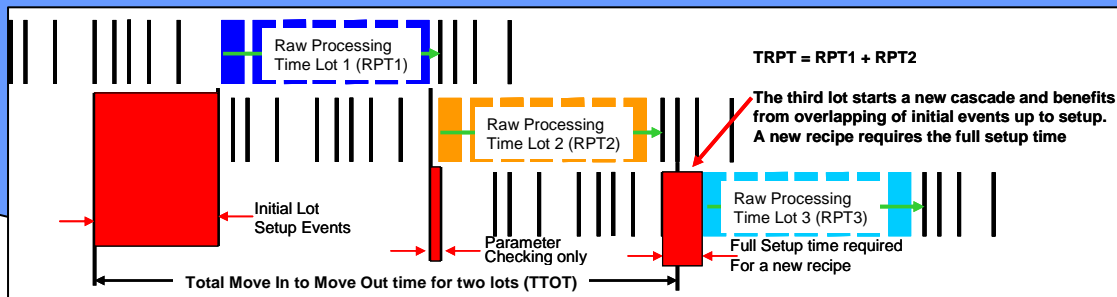 Raw Processing
Time Lot 1 (RPT1)
TRPT = RPT1 + RPT2
The third lot starts a new cascade and benefits
from overlapping of initial events up to setup.
A new recipe requires the full setup time
Raw Processing
Time Lot 2 (RPT2)
Raw Processing
Time Lot 3 (RPT3)
Initial Lot
Setup Events
Parameter
Checking only
Full Setup time required
For a new recipe
Total Move In to Move Out time for two lots (TTOT)